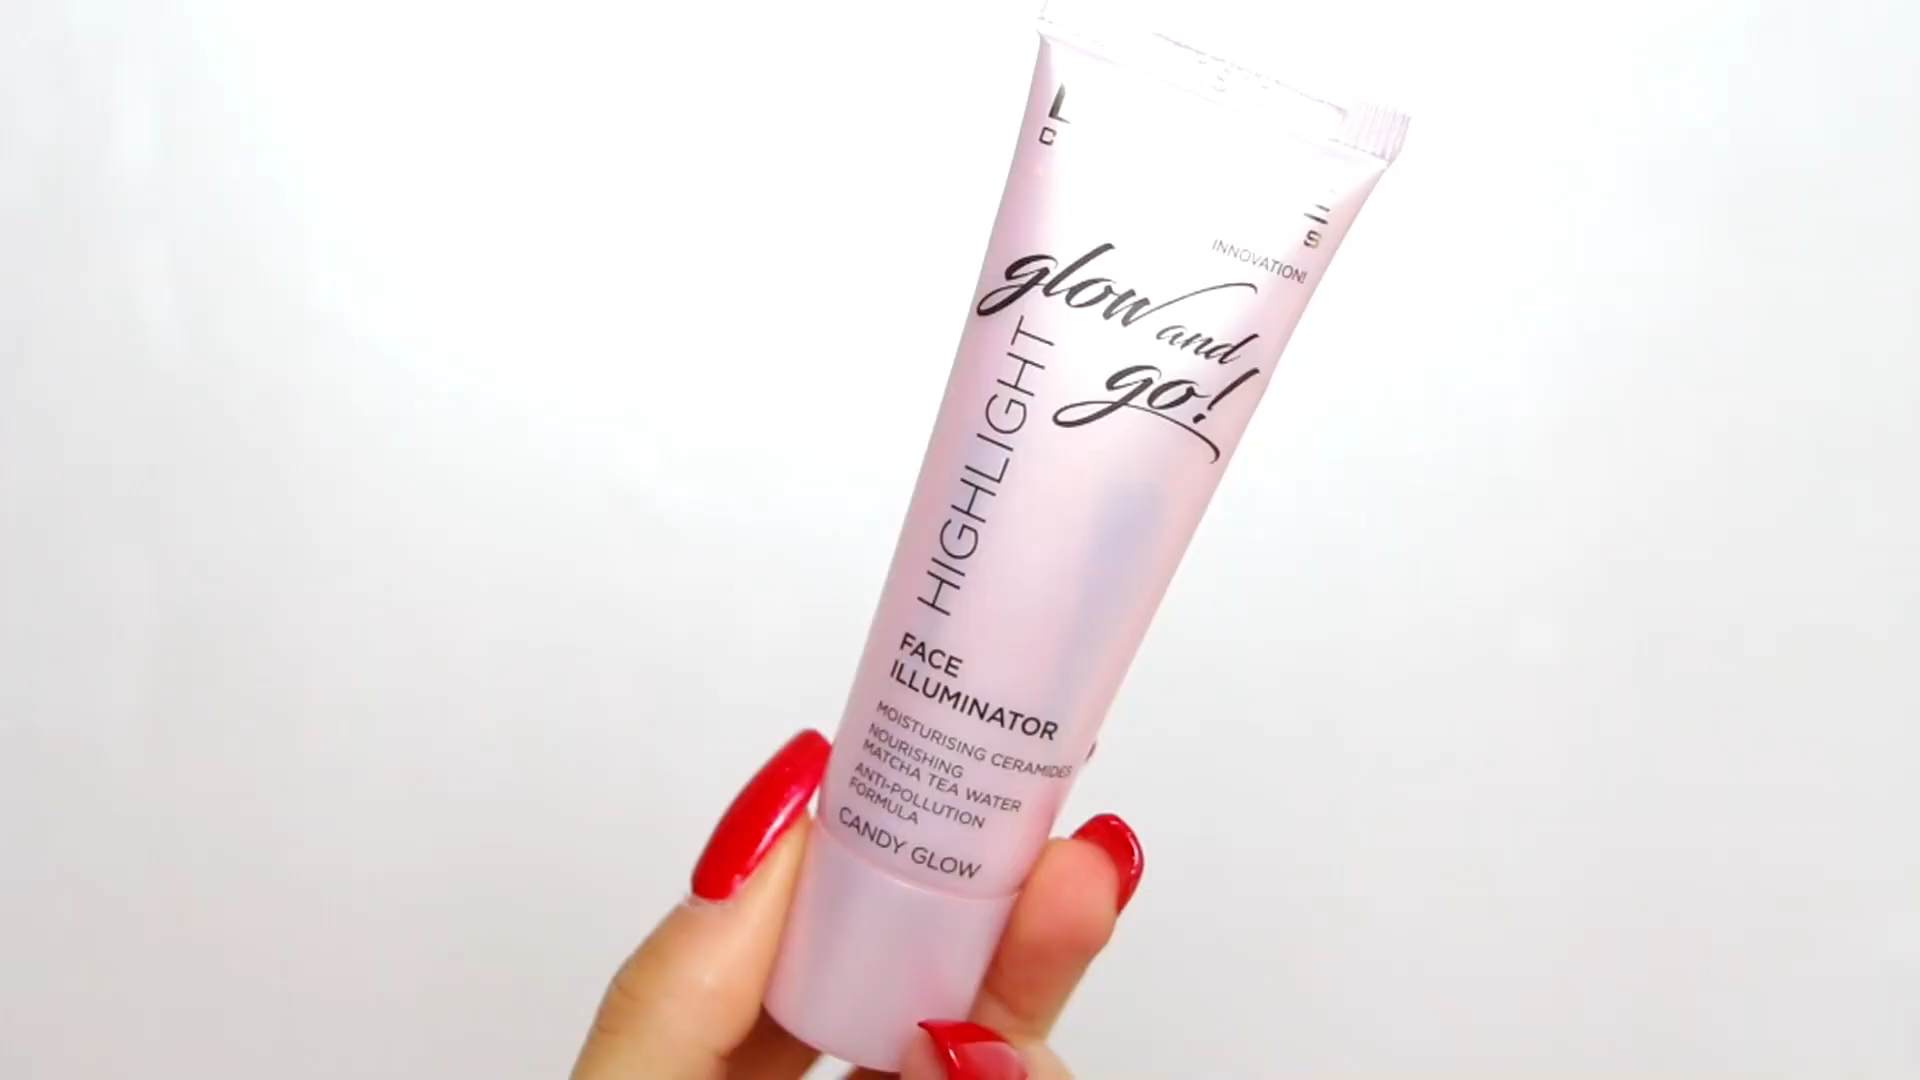 INNOVATION!
glow and
go!
HIGHLIGHT
FACE
ILLUMINATOR
MOISTURISING CERAMIDES
NOURISHING
MATCHA TEA WATER
ANTI-POLLUTION
FORMULA
CANDY GLOW